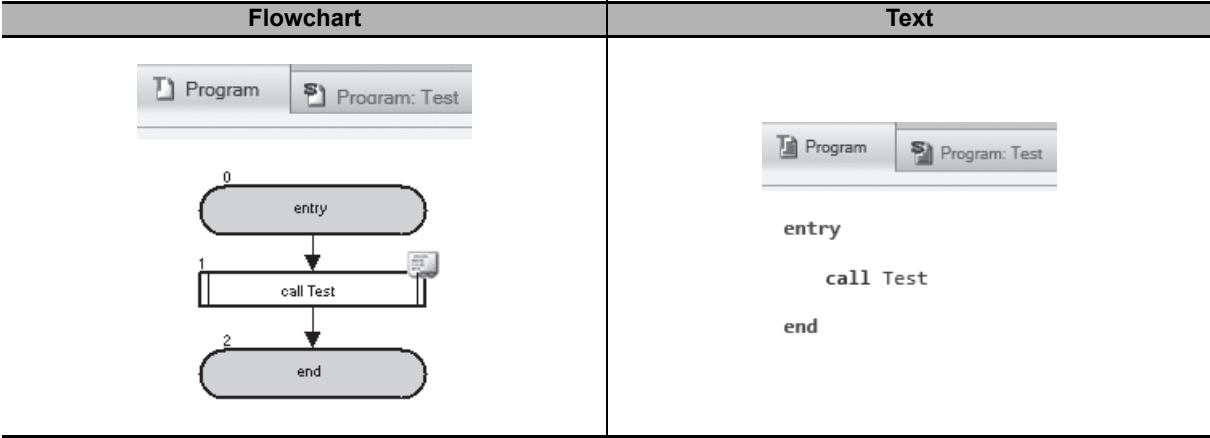 Flowchart
Text
Program
Program: Test
0
entry
1
call Test
2
end
Program
Program: Test
entry
call Test
end